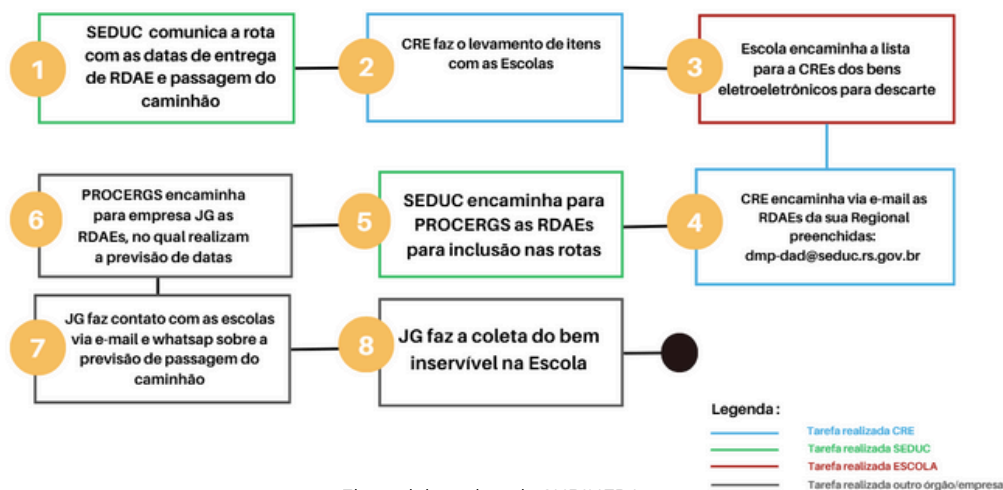 1
SEDUC comunica a rota
com as datas de entrega
de RDAE e passagem do
caminhão
2
CRE faz o levamento de itens
com as Escolas
3
Escola encaminha a lista
para a CREs dos bens
eletroeletrônicos para descarte
6
PROCERGS encaminha
para empresa JG as
RDAEs, no qual realizam
a previsão de datas
5
SEDUC encaminha para
PROCERGS as RDAEs
para inclusão nas rotas
4
CRE encaminha via e-mail as
RDAEs da sua Regional
preenchidas:
dmp-dad@seduc.rs.gov.br
7
JG faz contato com as escolas
via e-mail e whatsap sobre a
previsão de passagem do
caminhão
8
JG faz a coleta do bem
inservível na Escola
Legenda :
Tarefa realizada CRE
Tarefa realizada SEDUC
Tarefa realizada ESCOLA
Tarefa realizada outro órgão/empresa